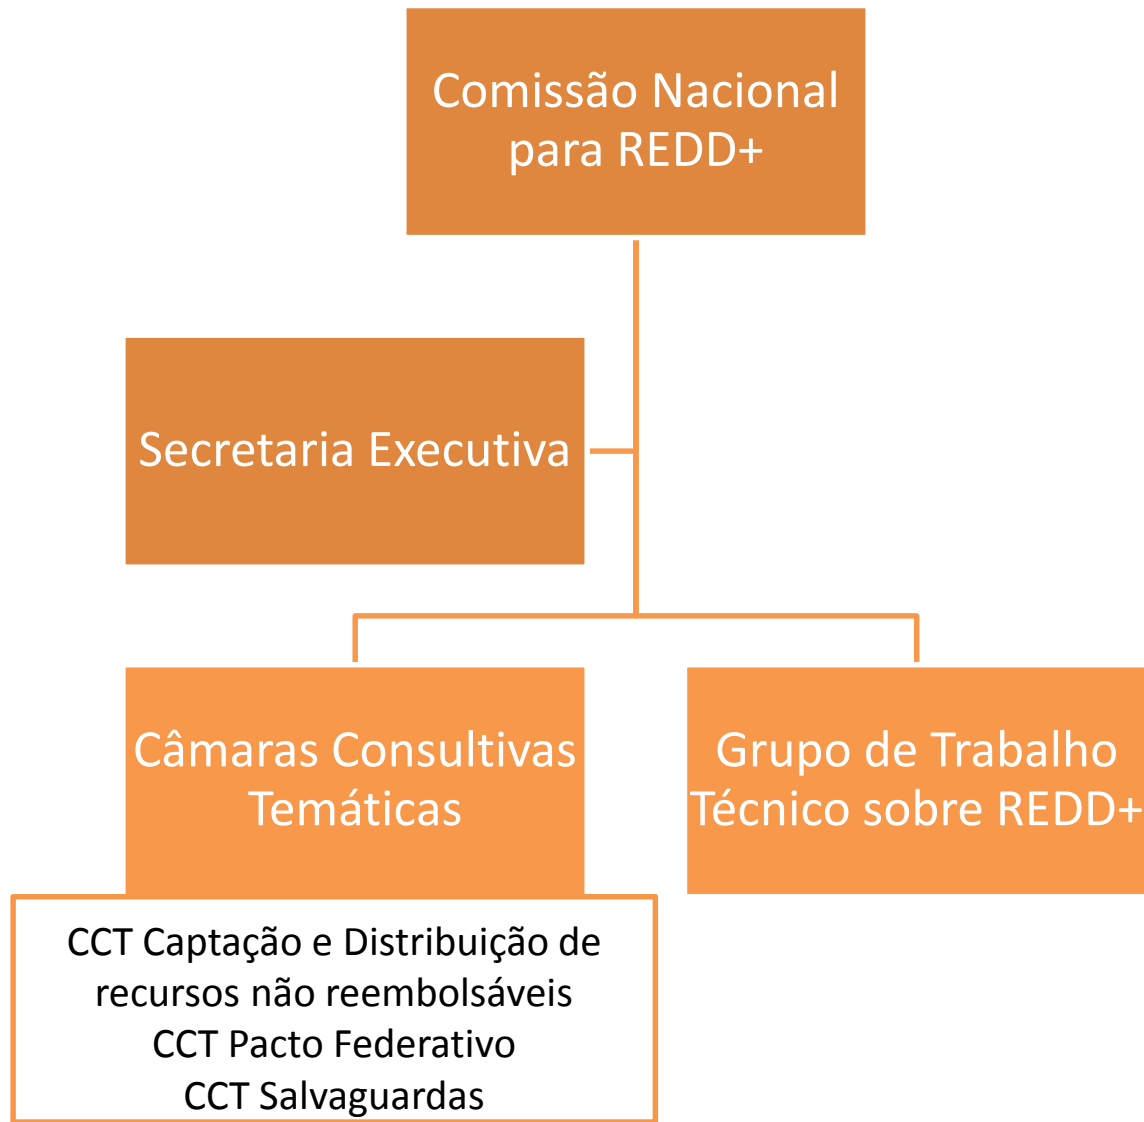 Comissão Nacional
para REDD+
Secretaria Executiva
Câmaras Consultivas
Temáticas
Grupo de Trabalho
Técnico sobre REDD+
CCT Captação e Distribuição de
recursos não reembolsáveis
CCT Pacto Federativo
CCT Salvaguardas